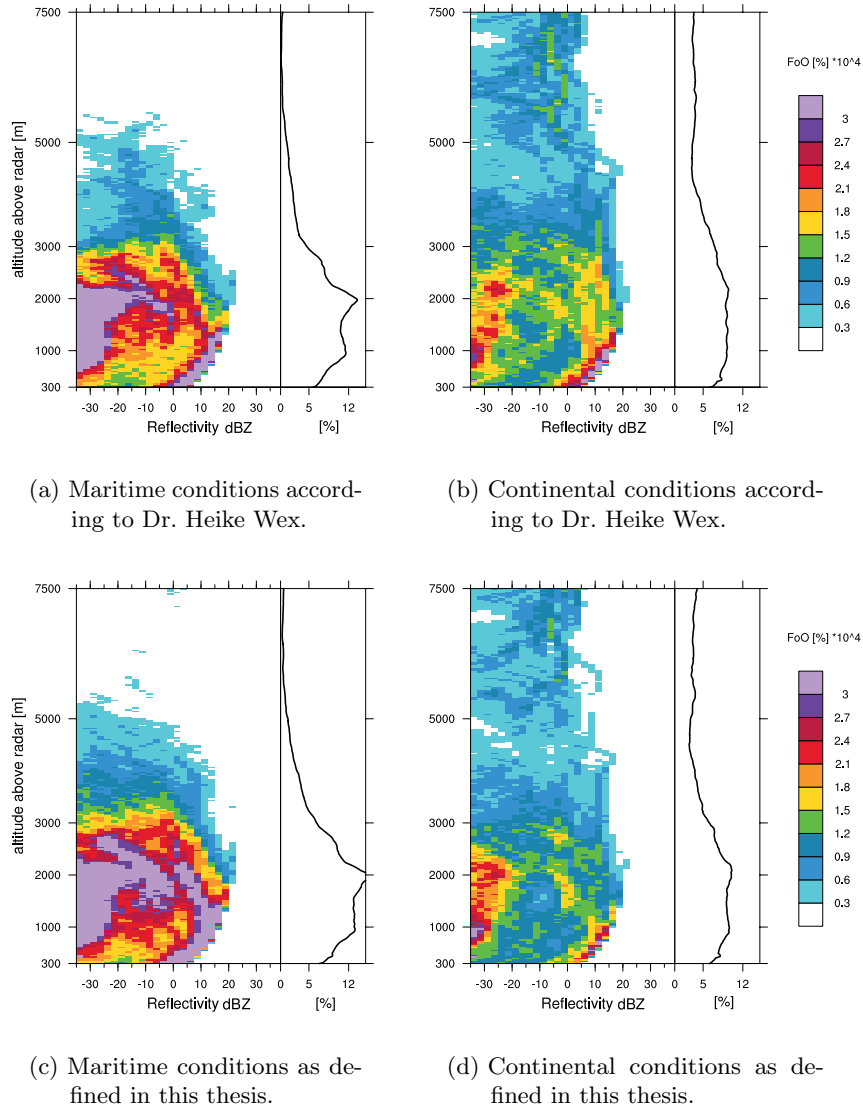 7500
5000
3000
2000
1000
300
altitude above radar [m]
-30 -20 -10 0 10 20 30 0 5 12
Reflectivity dBZ [%]
-30 -20 -10 0 10 20 30 0 5 12
Reflectivity dBZ [%]
7500
5000
3000
2000
1000
300
FoO [%] *10^4
3
2.7
2.4
2.1
1.8
1.5
1.2
0.9
0.6
0.3
(a) Maritime conditions accord-
ing to Dr. Heike Wex.
(b) Continental conditions accord-
ing to Dr. Heike Wex.
7500
5000
3000
2000
1000
300
altitude above radar [m]
-30 -20 -10 0 10 20 30 0 5 12
Reflectivity dBZ [%]
7500
5000
3000
2000
1000
300
-30 -20 -10 0 10 20 30 0 5 12
Reflectivity dBZ [%]
FoO [%] *10^4
3
2.7
2.4
2.1
1.8
1.5
1.2
0.9
0.6
0.3
(c) Maritime conditions as de-
fined in this thesis.
(d) Continental conditions as de-
fined in this thesis.